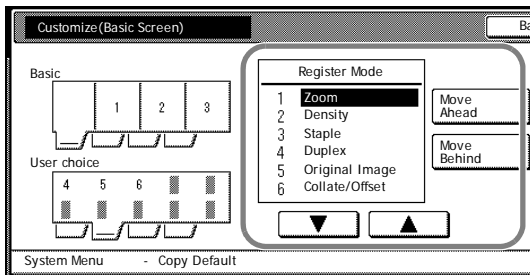 Customize(Basic Screen)
Ba
Basic
1 2 3
User choice
4 5 6
Register Mode
1 Zoom
2 Density
3 Staple
4 Duplex
5 Original Image
6 Collate/Offset
Move
Ahead
Move
Behind
System Menu - Copy Default